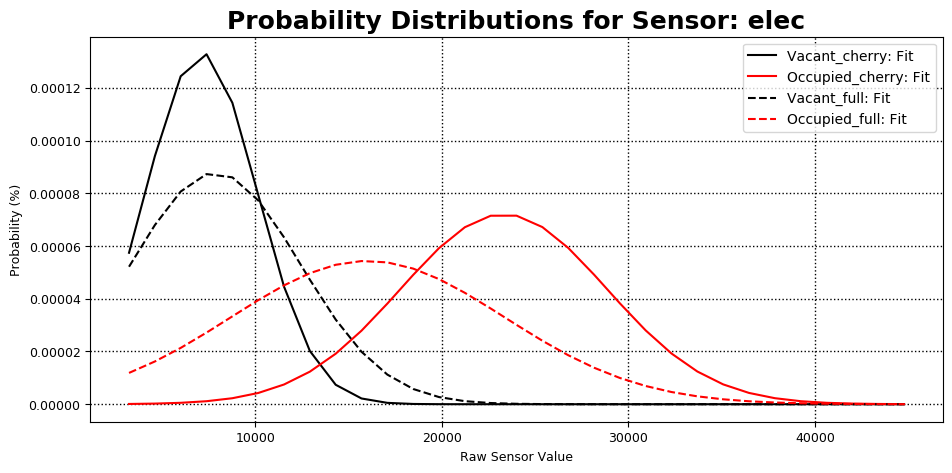 Probability Distributions for Sensor: elec
Vacant_cherry: Fit
Occupied_cherry: Fit
Vacant_full: Fit
Occupied_full: Fit
Probability (%)
0.00012
0.00010
0.00008
0.00006
0.00004
0.00002
0.00000
10000 20000 30000 40000
Raw Sensor Value